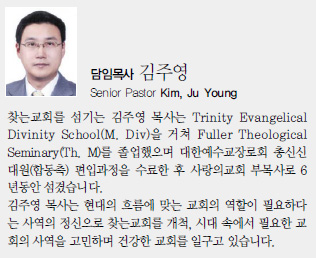 담임목사 김주영
Senior Pastor Kim, Ju Young
찾는교회를 섬기는 김주영 목사는 Trinity Evangelical
Divinity School(M. Div)을 거쳐 Fuller Theological
Seminary(Th. M)를 졸업했으며 대한예수교장로회 총신신
대원(합동측) 편입과정을 수료한 후 사랑의교회 부목사로 6
년동안 섬겼습니다.
김주영 목사는 현대의 흐름에 맞는 교회의 역할이 필요하다
는 사역의 정신으로 찾는교회를 개척, 시대 속에서 필요한 교
회의 사역을 고민하며 건강한 교회를 일구고 있습니다.